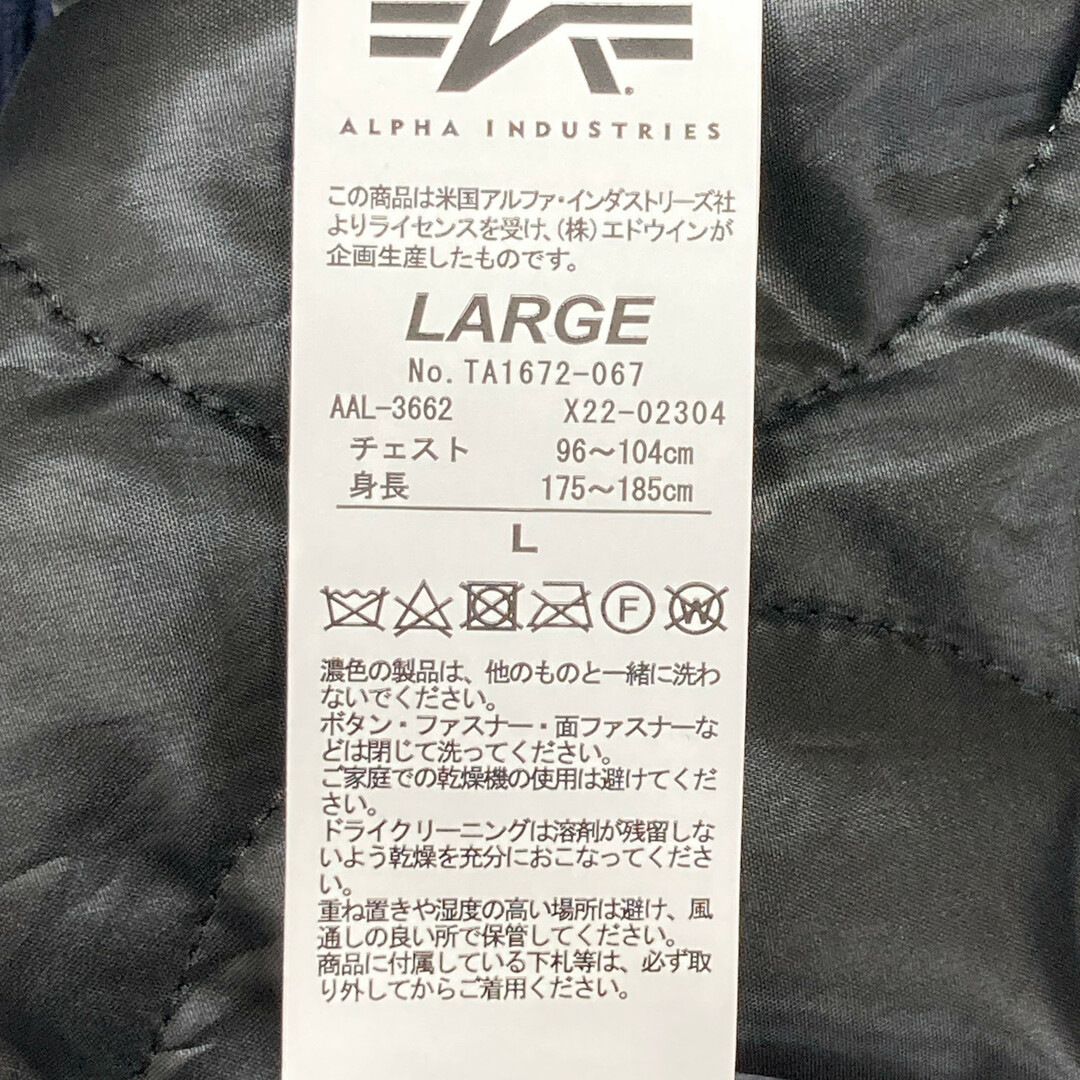 ALPHA INDUSTRIES
この商品は米国アルファ・インダストリーズ社
よりライセンスを受け、(株)エドウインが
企画生産したものです。
LARGE
No. TA1672-067
AAL-3662 X22-02304
チェスト 96～104cm
身長 175～185cm
L
F W
濃色の製品は、他のものと一緒に洗わ
ないでください。
ボタン・ファスナー・面ファスナーな
どは閉じて洗ってください。
ご家庭での乾燥機の使用は避けてくだ
さい。
ドライクリーニングは溶剤が残留しな
いよう乾燥を充分におこなってくださ
い。
重ね置きや湿度の高い場所は避け、風
通しの良い所で保管してください。
商品に付属している下札等は、必ず取
り外してからご着用ください。